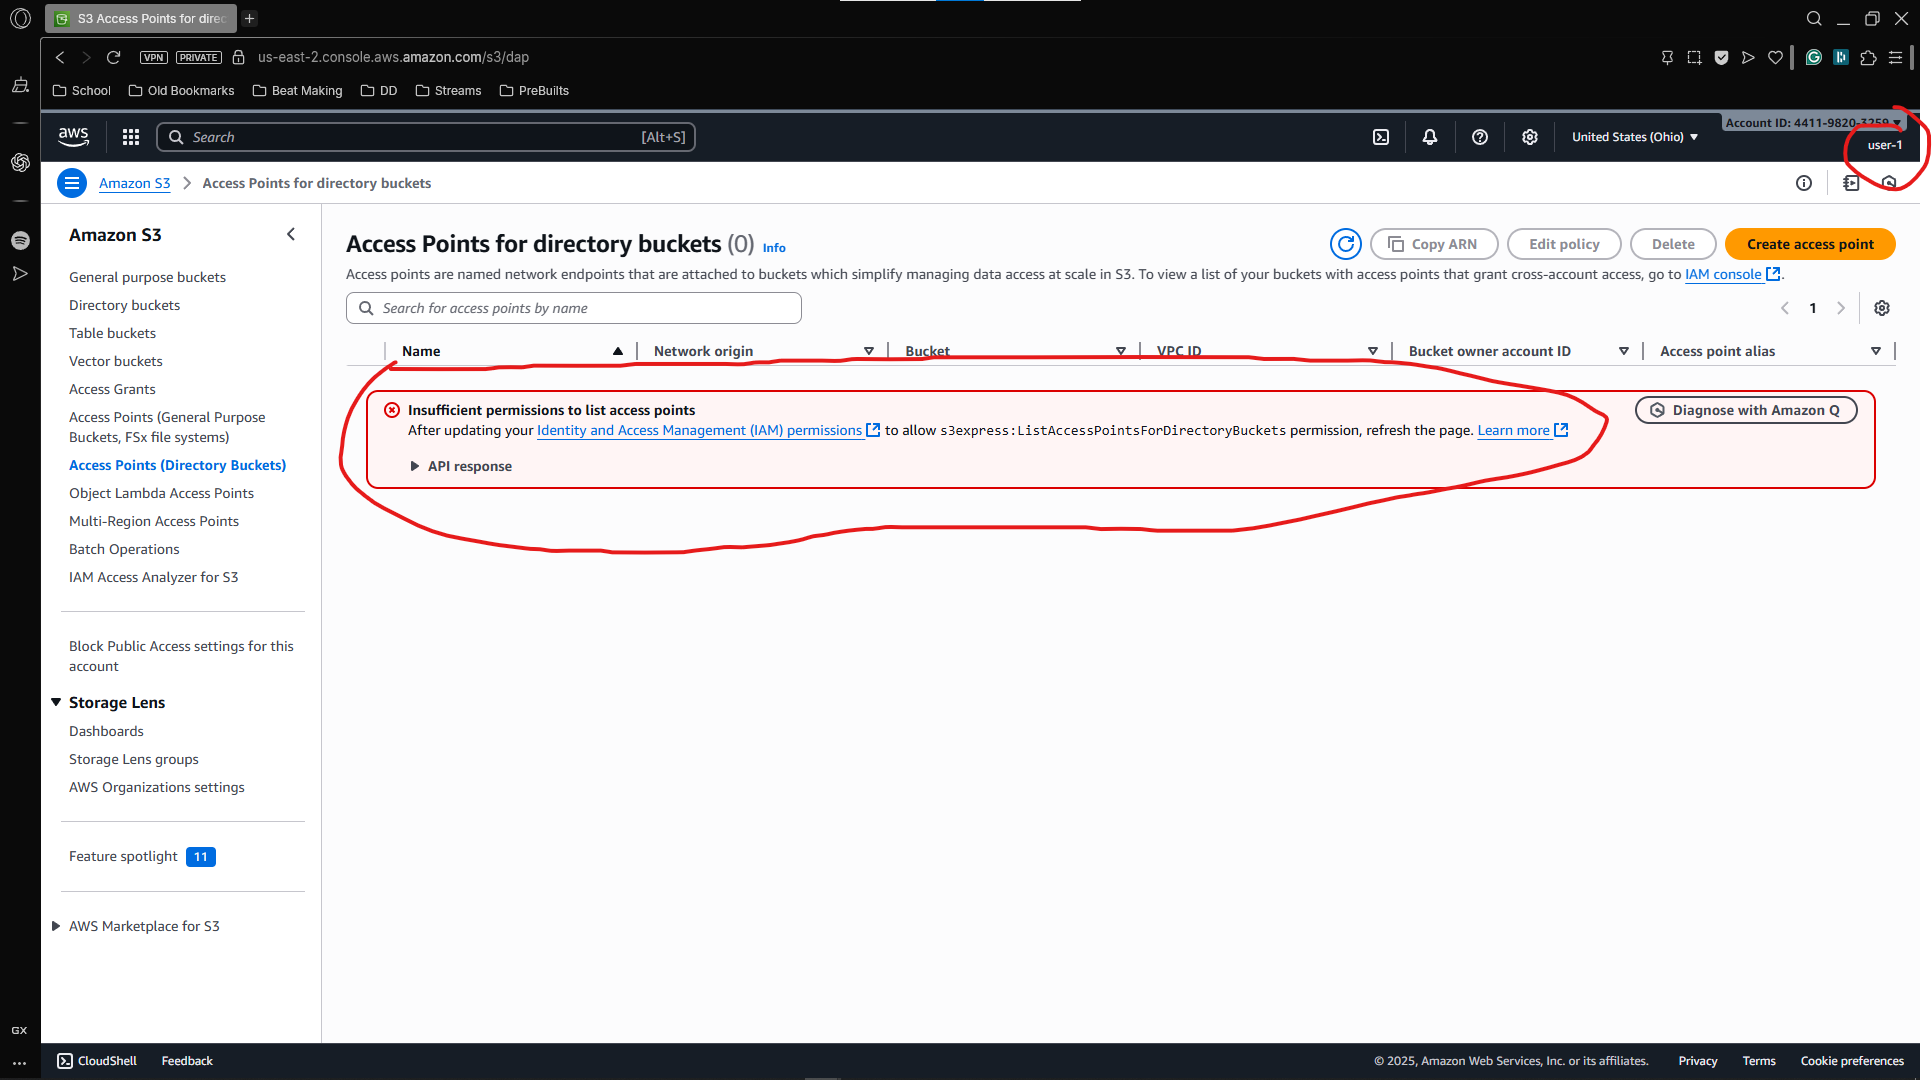 S3 Access Points for direc
VPN PRIVATE us-east-2.console.aws.amazon.com/s3/dap
School Old Bookmarks Beat Making DD Streams PreBuilts
aws Search [Alt+S] United States (Ohio) Account ID: 4411-9820-3259
user-1
Amazon S3 Access Points for directory buckets
Amazon S3
General purpose buckets
Directory buckets
Table buckets
Vector buckets
Access Grants
Access Points (General Purpose
Buckets, FSx file systems)
Access Points (Directory Buckets)
Object Lambda Access Points
Multi-Region Access Points
Batch Operations
IAM Access Analyzer for S3
Block Public Access settings for this
account
Storage Lens
Dashboards
Storage Lens groups
AWS Organizations settings
Feature spotlight 11
AWS Marketplace for S3
Access Points for directory buckets (0) Info
Copy ARN Edit policy Delete Create access point
Access points are named network endpoints that are attached to buckets which simplify managing data access at scale in S3. To view a list of your buckets with access points that grant cross-account access, go to IAM console.
Search for access points by name
1
Name Network origin Bucket VPC ID Bucket owner account ID Access point alias
Insufficient permissions to list access points
After updating your Identity and Access Management (IAM) permissions to allow s3express:ListAccessPointsForDirectoryBuckets permission, refresh the page. Learn more
Diagnose with Amazon Q
API response
GX
CloudShell Feedback © 2025, Amazon Web Services, Inc. or its affiliates. Privacy Terms Cookie preferences